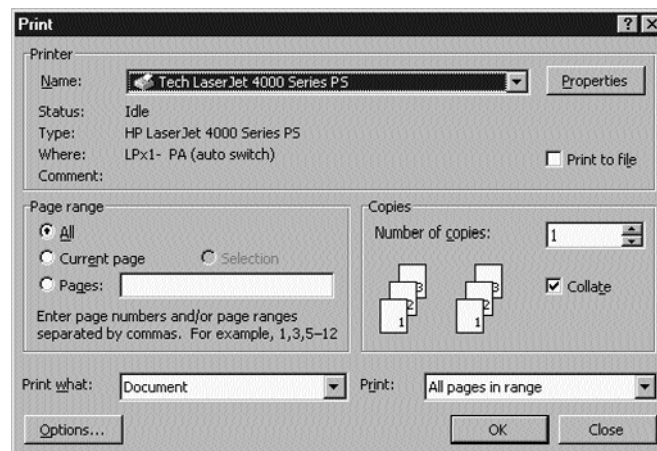 Print
Printer
Name: Tech LaserJet 4000 Series PS Properties
Status: Idle
Type: HP LaserJet 4000 Series PS
Where: LPx1- PA (auto switch) Print to file
Comment:
Page range
All
Current page Selection
Pages:
Enter page numbers and/or page ranges
separated by commas. For example, 1,3,5–12
Copies
Number of copies: 1
3 3
2 2
1 1
Collate
Print what: Document Print: All pages in range
Options... OK Close